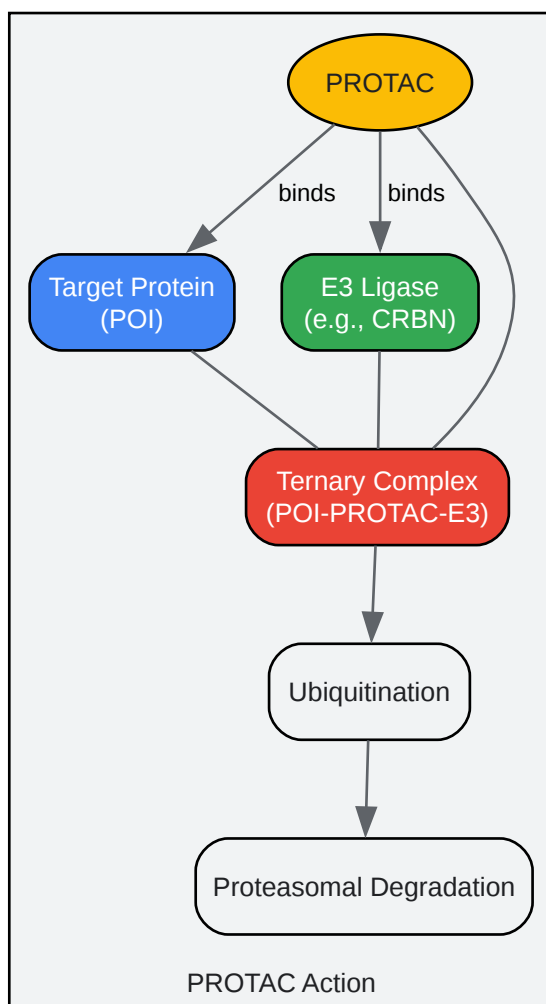 PROTAC
binds
binds
Target Protein
(POI)
E3 Ligase
(e.g., CRBN)
Ternary Complex
(POI-PROTAC-E3)
Ubiquitination
Proteasomal Degradation
PROTAC Action